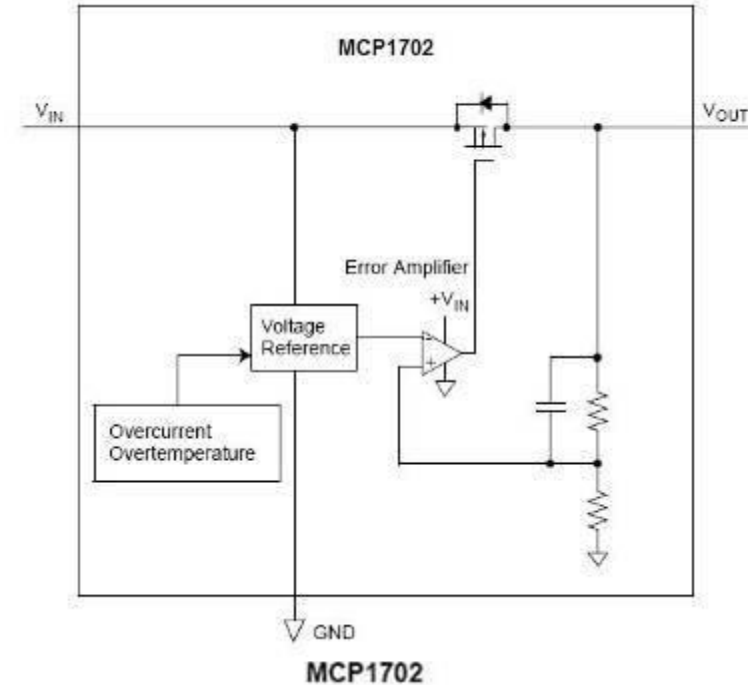 MCP1702
VIN
VOUT
Error Amplifier
+VIN
Voltage
Reference
-
+
Overcurrent
Overtemperature
GND
MCP1702